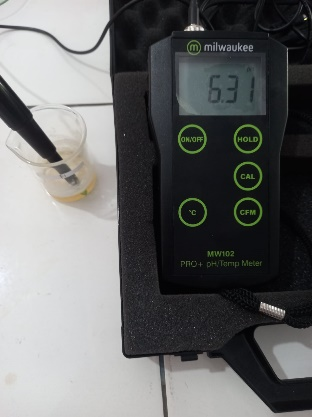 m milwaukee
6.31
ON/OFF
HOLD
CAL
°C
CFM
MW102
PRO+ pH/Temp Meter